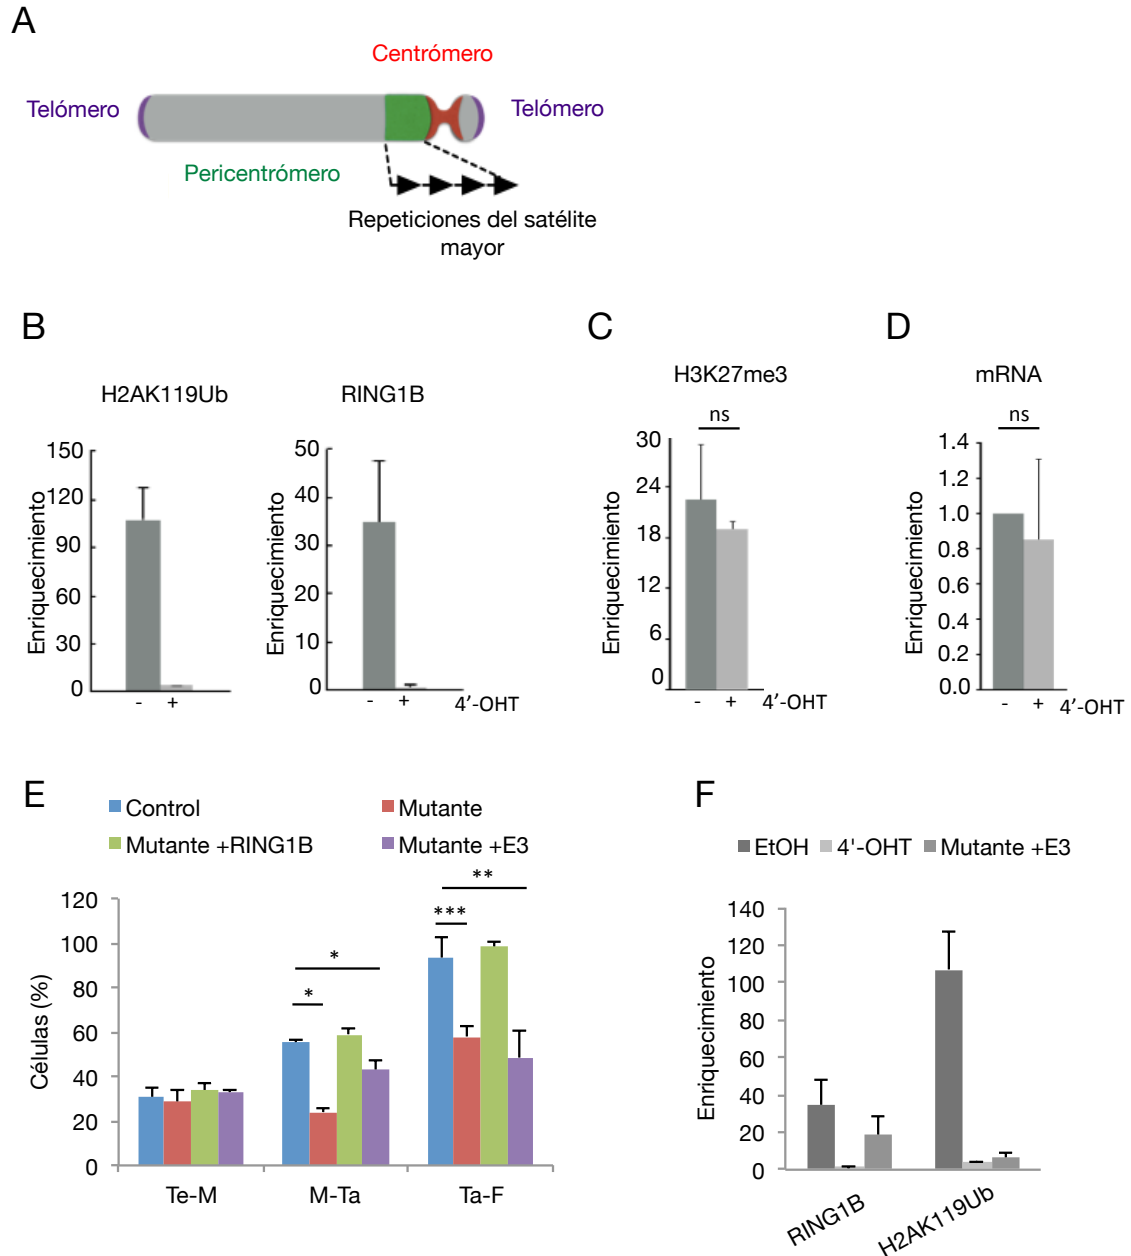 A
Centrómero
Telómero
Telómero
Pericentrómero
Repeticiones del satélite
mayor
B
H2AK119Ub
Enriquecimiento
150
120
90
60
30
0
- +
RING1B
Enriquecimiento
50
40
30
20
10
0
- + 4’-OHT
C
H3K27me3
ns
Enriquecimiento
30
24
18
12
6
0
- + 4’-OHT
D
mRNA
ns
Enriquecimiento
1.4
1.2
1.0
0.8
0.6
0.4
0.2
0.0
- + 4’-OHT
E
Control
Mutante
Mutante +RING1B
Mutante +E3
Células (%)
120
100
80
60
40
20
0
*
*
***
**
Te-M M-Ta Ta-F
F
EtOH 4'-OHT Mutante +E3
Enriquecimiento
140
120
100
80
60
40
20
0
RING1B
H2AK119Ub